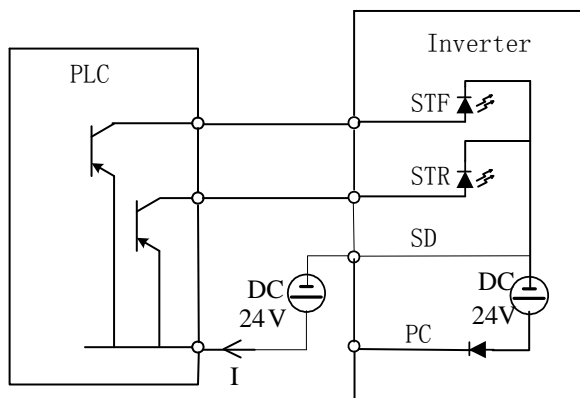 Inverter
PLC
STF
STR
SD
DC
24V
DC
24V
PC
I